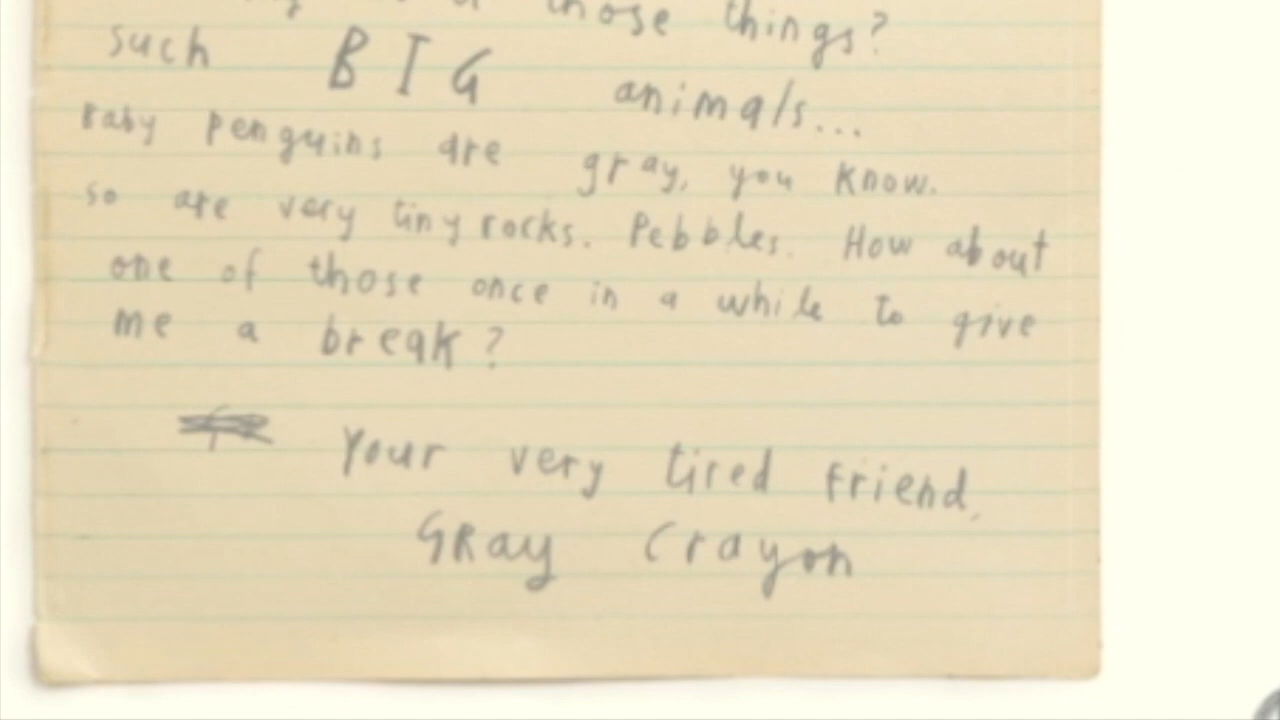 those things?
such BIG animals...
Baby penguins are gray, you know.
so are very tiny rocks. Pebbles. How about
one of those once in a while to give
me a break?
Your very tired friend,
GRay Crayon